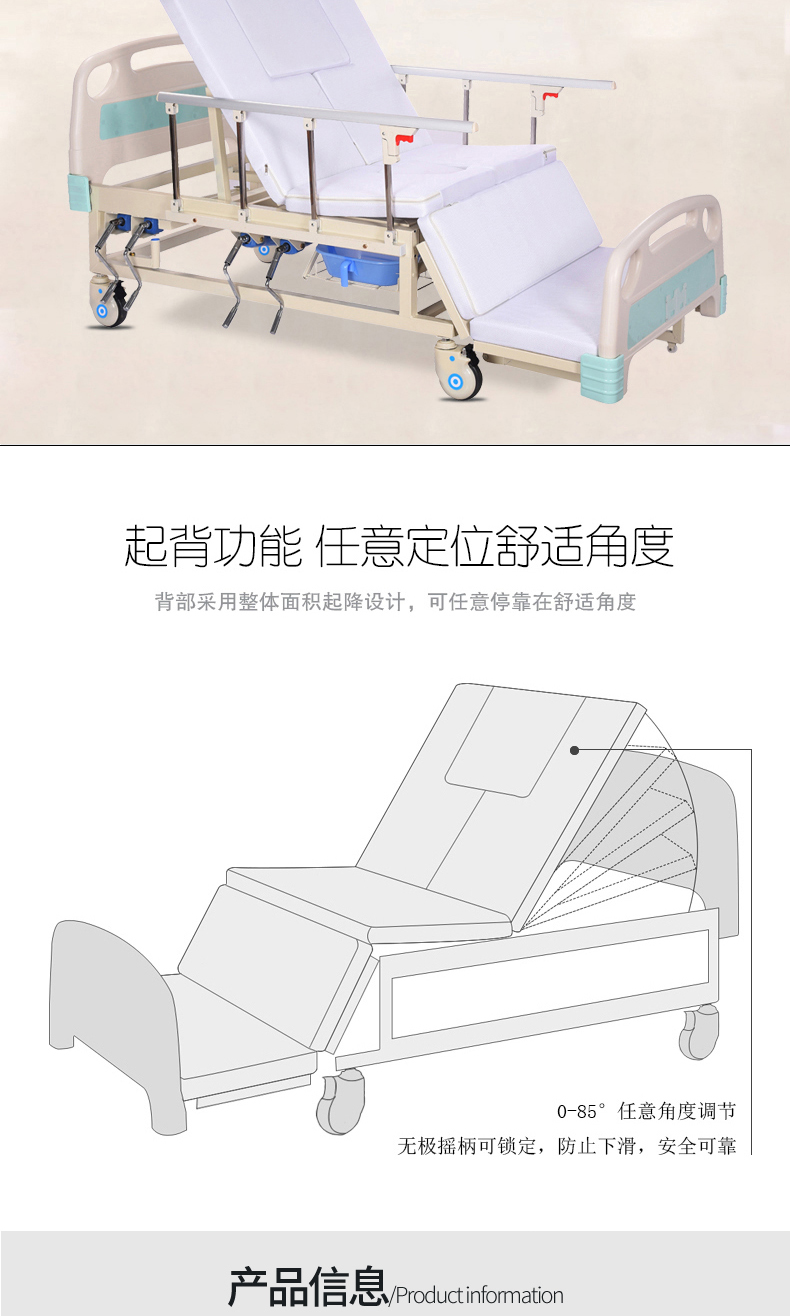 起背功能 任意定位舒适角度
背部采用整体面积起降设计，可任意停靠在舒适角度
0-85°任意角度调节
无极摇柄可锁定，防止下滑，安全可靠
产品信息/Product information